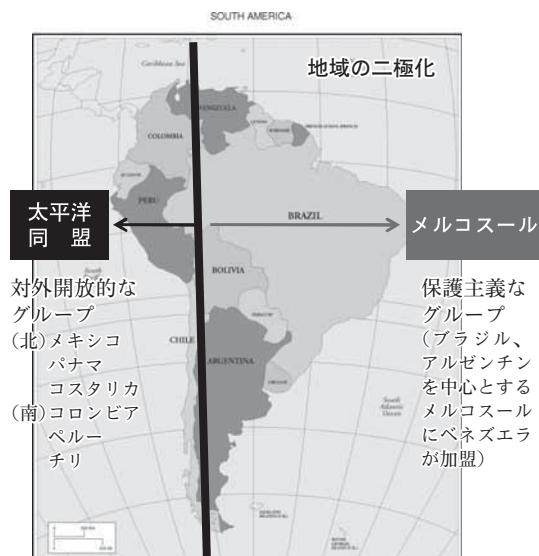 SOUTH AMERICA
地域の二極化
Caribbean Sea
VENEZUELA
COLOMBIA
PERU
BRAZIL
BOLIVIA
CHILE
ARGENTINA
South
Atlantic
Ocean
太平洋
同 盟
メルコスール
対外開放的な
グループ
(北)メキシコ
パナマ
コスタリカ
(南)コロンビア
ペルー
チリ
保護主義な
グループ
(ブラジル、
アルゼンチン
を中心とする
メルコスール
にベネズエラ
が加盟)